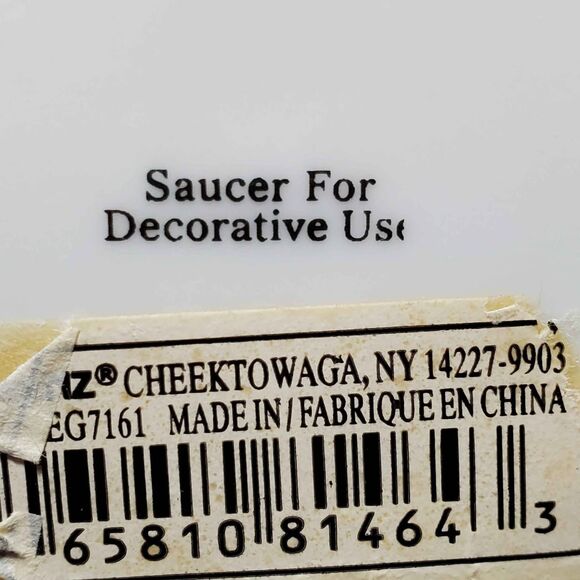 Saucer For
Decorative Use
CHEEKTOWAGA, NY 14227-9903
EG7161 MADE IN/FABRIQUE EN CHINA
65810 81464 3